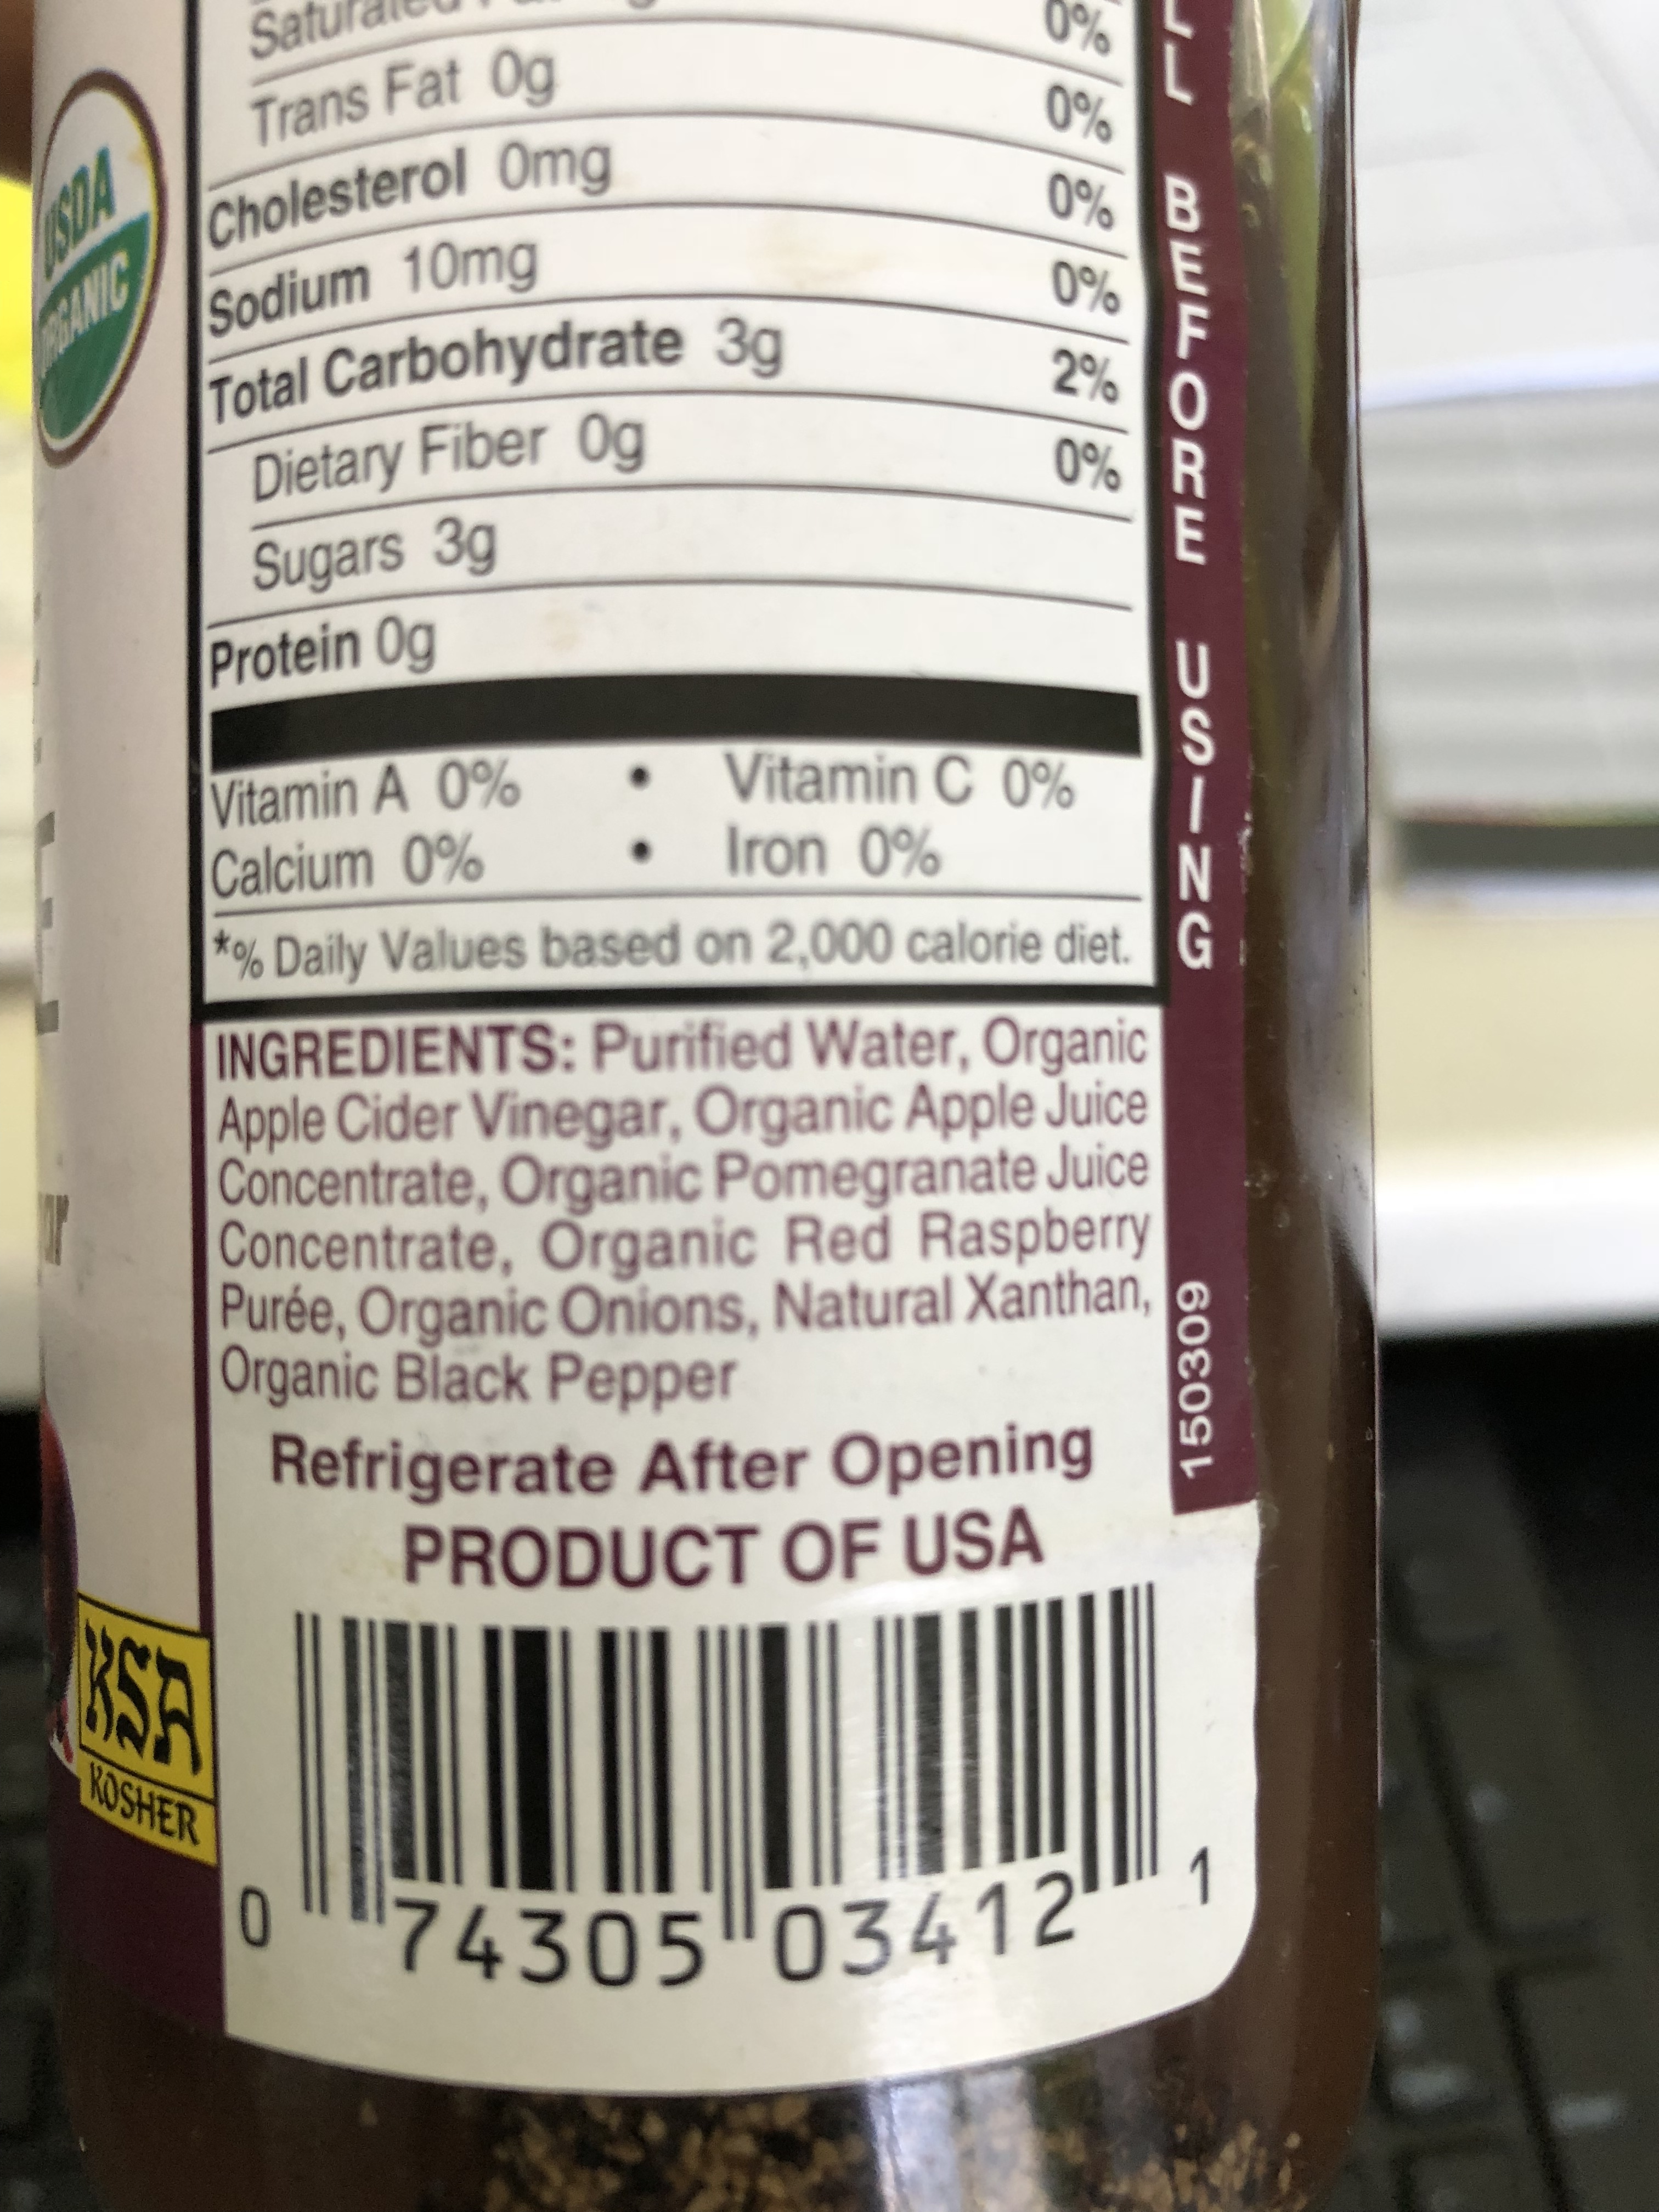 Saturated
0%
Trans Fat 0g 0%
Cholesterol 0mg 0%
Sodium 10mg 0%
Total Carbohydrate 3g 2%
Dietary Fiber 0g 0%
Sugars 3g
Protein 0g
Vitamin A 0% • Vitamin C 0%
Calcium 0% • Iron 0%
*% Daily Values based on 2,000 calorie diet.
INGREDIENTS: Purified Water, Organic
Apple Cider Vinegar, Organic Apple Juice
Concentrate, Organic Pomegranate Juice
Concentrate, Organic Red Raspberry
Purée, Organic Onions, Natural Xanthan,
Organic Black Pepper
Refrigerate After Opening
PRODUCT OF USA
0 74305 03412 1
USDA
ORGANIC
KSA
KOSHER
BEFORE USING
150309